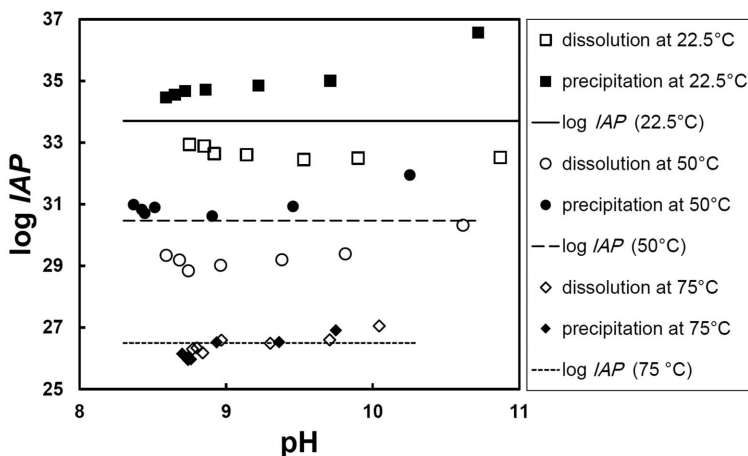 37
35
33
31
29
27
25
log IAP
8
9
10
11
pH
dissolution at 22.5°C
precipitation at 22.5°C
log IAP (22.5°C)
dissolution at 50°C
precipitation at 50°C
log IAP (50°C)
dissolution at 75°C
precipitation at 75°C
log IAP (75 °C)